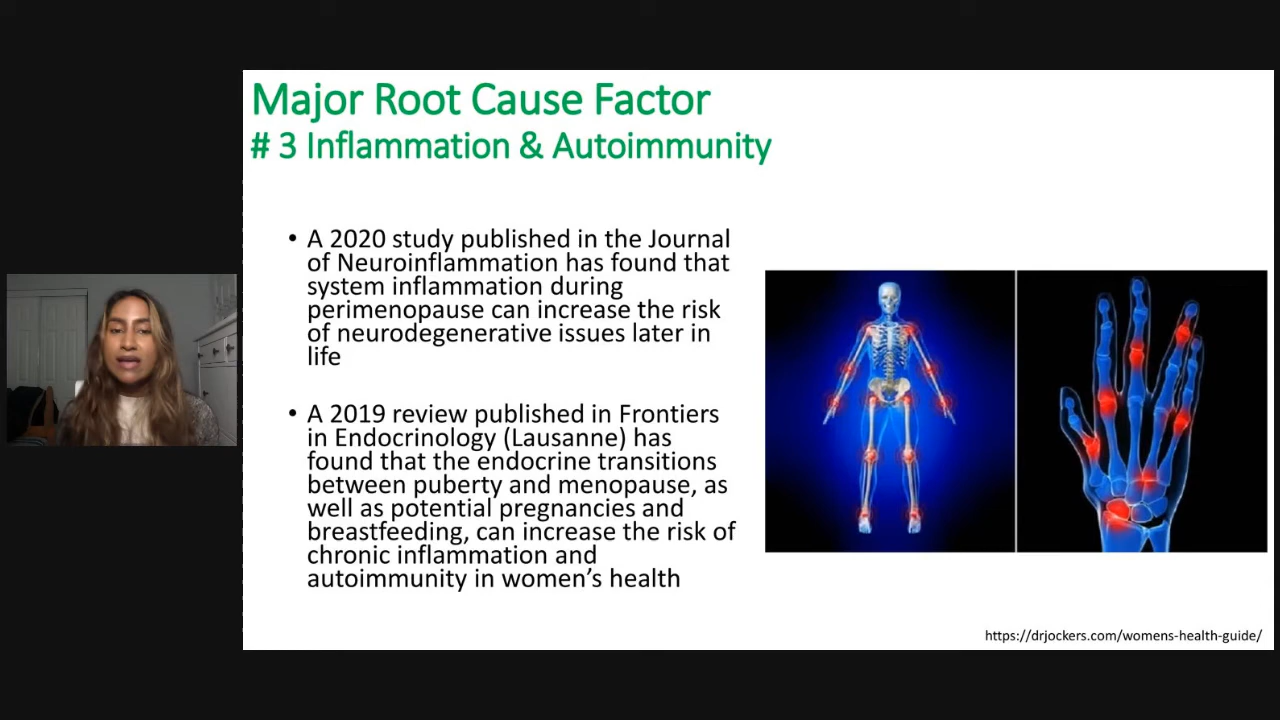 Major Root Cause Factor
# 3 Inflammation & Autoimmunity
• A 2020 study published in the Journal
of Neuroinflammation has found that
system inflammation during
perimenopause can increase the risk
of neurodegenerative issues later in
life
• A 2019 review published in Frontiers
in Endocrinology (Lausanne) has
found that the endocrine transitions
between puberty and menopause, as
well as potential pregnancies and
breastfeeding, can increase the risk of
chronic inflammation and
autoimmunity in women’s health
https://drjockers.com/womens-health-guide/